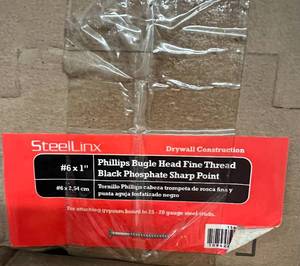 SteelLinx
Drywall Construction
#6 x 1"
Phillips Bugle Head Fine Thread
Black Phosphate Sharp Point
#6 x 2,54 cm
Tornillo Phillips cabeza trompeta de rosca fina y
punta aguja fosfatizado negro
For attaching gypsum board to 25 - 20 gauge steel studs.